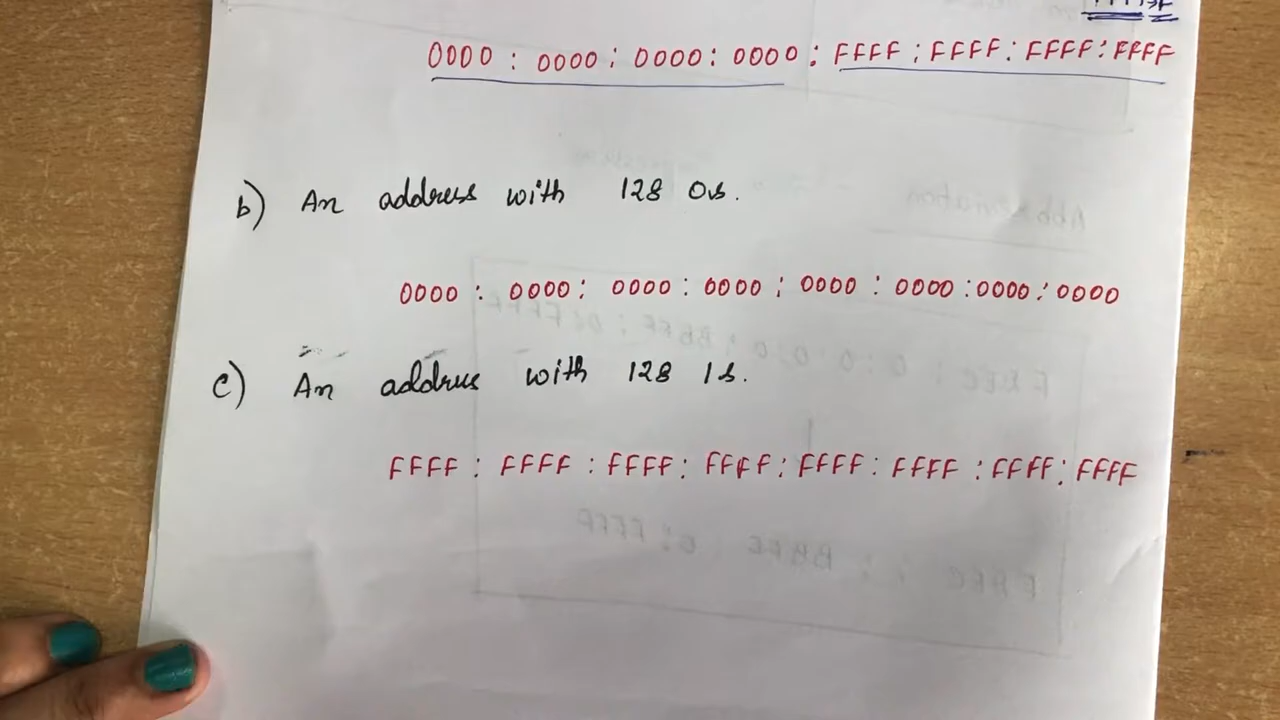 0000 : 0000 : 0000 : 0000 : FFFF : FFFF : FFFF : FFFF
b) An address with 128 0s.
0000 : 0000 : 0000 : 0000 : 0000 : 0000 : 0000 : 0000
c) An address with 128 1s.
FFFF : FFFF : FFFF : FFFF : FFFF : FFFF : FFFF : FFFF